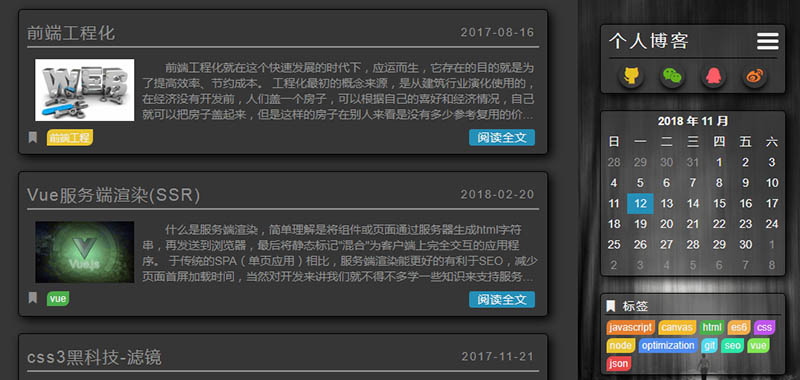 前端工程化
2017-08-16
WEB
前端工程化就在这个快速发展的时代下，应运而生，它存在的目的就是为
了提高效率、节约成本。 工程化最初的概念来源，是从建筑行业演化使用的，
在经济没有开发前，人们盖一个房子，可以根据自己的喜好和经济情况，自己
就可以把房子盖起来，但是这样的房子在别人来看是没有多少参考复用的价...
前端工程
阅读全文
Vue服务端渲染(SSR)
2018-02-20
Vue.js
什么是服务端渲染，简单理解是将组件或页面通过服务器生成html字符
串，再发送到浏览器，最后将静态标记"混合"为客户端上完全交互的应用程
序。 于传统的SPA（单页应用）相比，服务端渲染能更好的有利于SEO，减少
页面首屏加载时间，当然对开发来讲我们就不得不多学一些知识来支持服务...
vue
阅读全文
css3黑科技-滤镜
2017-11-21
个人博客
2018 年 11 月
日 一 二 三 四 五 六
28 29 30 31 1 2 3
4 5 6 7 8 9 10
11 12 13 14 15 16 17
18 19 20 21 22 23 24
25 26 27 28 29 30 1
2 3 4 5 6 7 8
标签
javascript canvas html es6 css
node optimization git seo vue
json